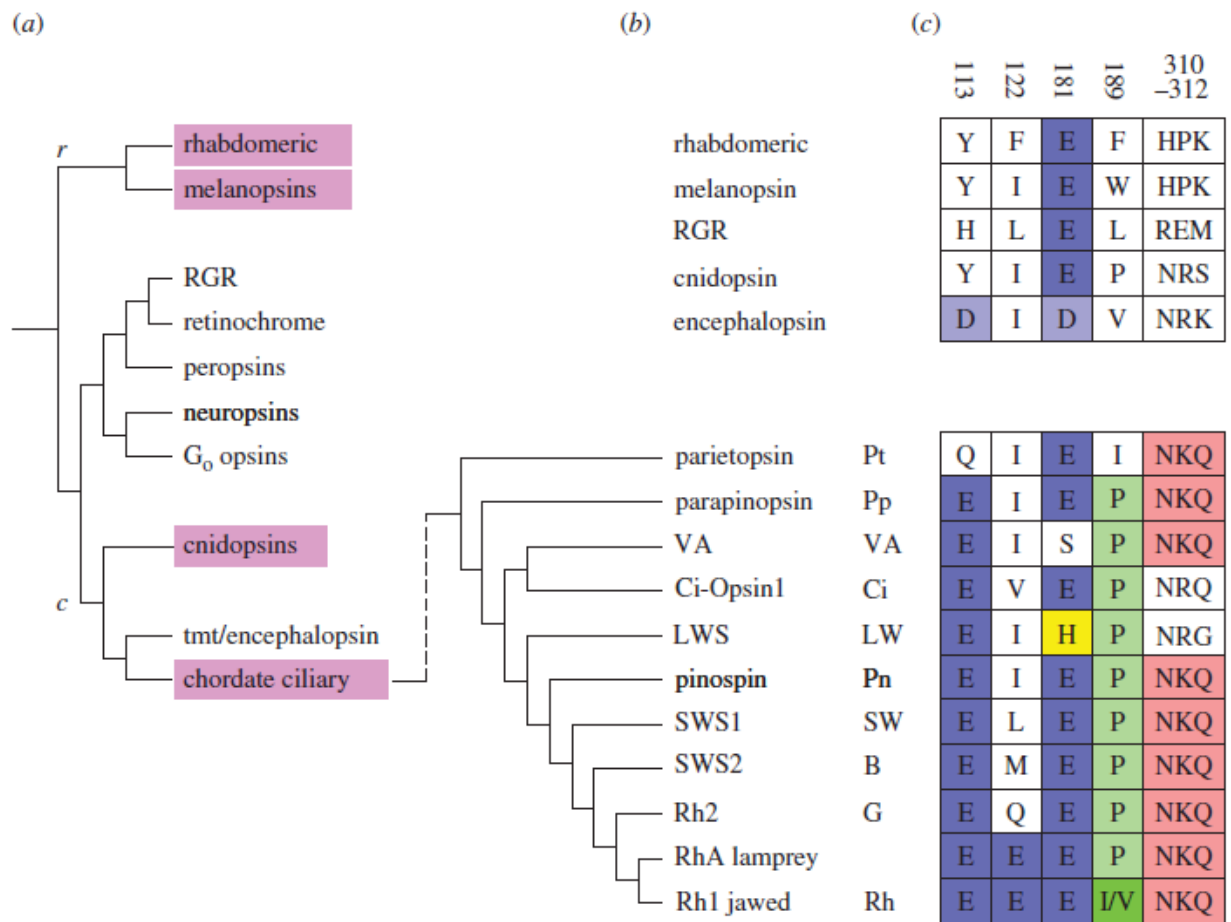 (a) (b) (c)
113 122 181 189 310
–312
r
rhabdomeric
melanopsins
RGR
retinochrome
peropsins
neuropsins
Go opsins
c
cnidopsins
tmt/encephalopsin
chordate ciliary
rhabdomeric Y F E F HPK
melanopsin Y I E W HPK
RGR H L E L REM
cnidopsin Y I E P NRS
encephalopsin D I D V NRK
parietopsin Pt Q I E I NKQ
parapinopsin Pp E I E P NKQ
VA VA E I S P NKQ
Ci-Opsin1 Ci E V E P NRQ
LWS LW E I H P NRG
pinospin Pn E I E P NKQ
SWS1 SW E L E P NKQ
SWS2 B E M E P NKQ
Rh2 G E Q E P NKQ
RhA lamprey E E E P NKQ
Rh1 jawed Rh E E E I/V NKQ